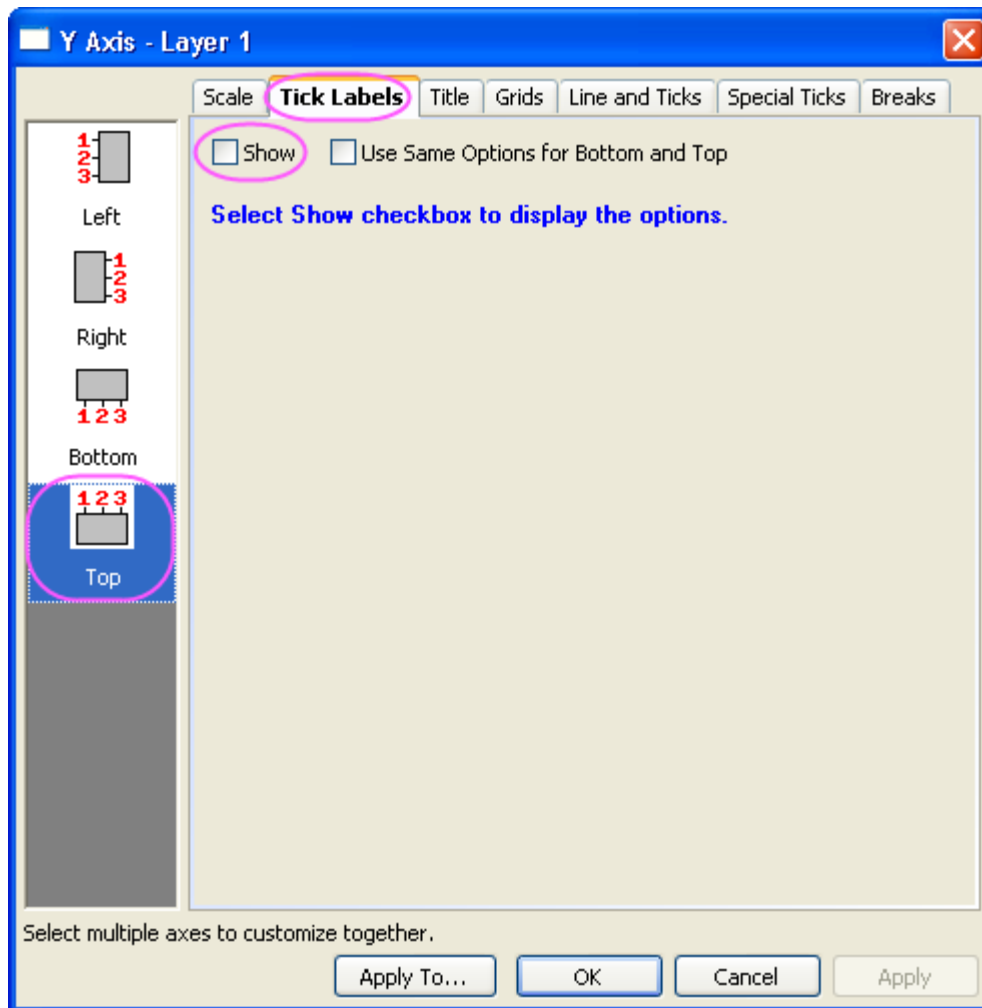 Y Axis - Layer 1
Scale Tick Labels Title Grids Line and Ticks Special Ticks Breaks
1
2
3
Left
1
2
3
Right
1 2 3
Bottom
1 2 3
Top
Show Use Same Options for Bottom and Top
Select Show checkbox to display the options.
Select multiple axes to customize together.
Apply To... OK Cancel Apply